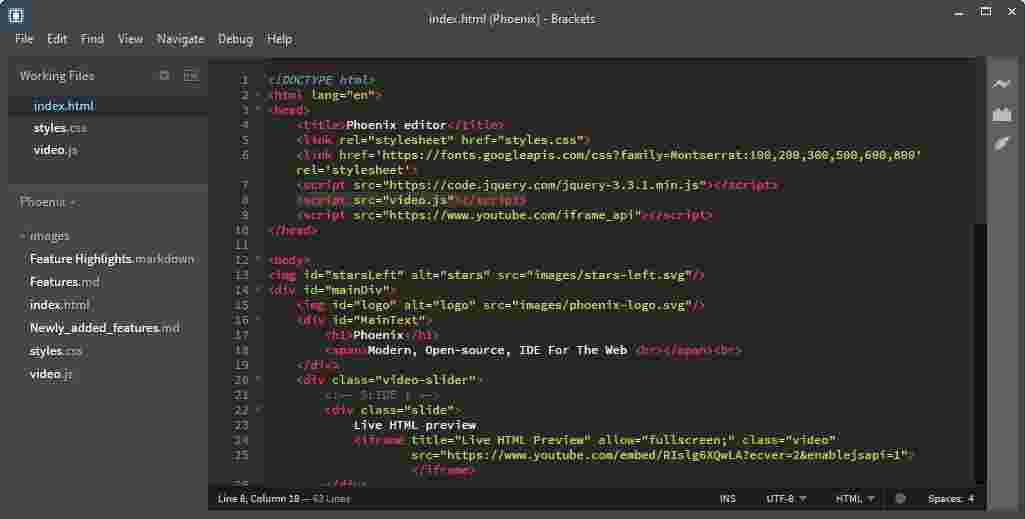 index.html (Phoenix) - Brackets
File Edit Find View Navigate Debug Help
Working Files
index.html
styles.css
video.js
Phoenix
images
Feature Highlights.markdown
Features.md
index.html
Newly_added_features.md
styles.css
video.js
1 <!DOCTYPE html>
2 <html lang="en">
3 <head>
4 <title>Phoenix editor</title>
5 <link rel="stylesheet" href="styles.css">
6 <link href='https://fonts.googleapis.com/css?family=Montserrat:100,200,300,500,600,800'
rel='stylesheet'>
7 <script src="https://code.jquery.com/jquery-3.3.1.min.js"></script>
8 <script src="video.js"></script>
9 <script src="https://www.youtube.com/iframe_api"></script>
10 </head>
11
12 <body>
13 <img id="starsLeft" alt="stars" src="images/stars-left.svg"/>
14 <div id="mainDiv">
15 <img id="logo" alt="logo" src="images/phoenix-logo.svg"/>
16 <div id="MainText">
17 <h1>Phoenix</h1>
18 <span>Modern, Open-source, IDE For The Web <br></span><br>
19 </div>
20 <div class="video-slider">
21 <!-- SLIDE 1 -->
22 <div class="slide">
23 Live HTML preview
24 <iframe title="Live HTML Preview" allow="fullscreen;" class="video"
25 src="https://www.youtube.com/embed/RIslg6XQwLA?ecver=2&enablejsapi=1">
</iframe>
26 </div>
Line 8, Column 18 — 63 Lines
INS UTF-8 HTML Spaces: 4